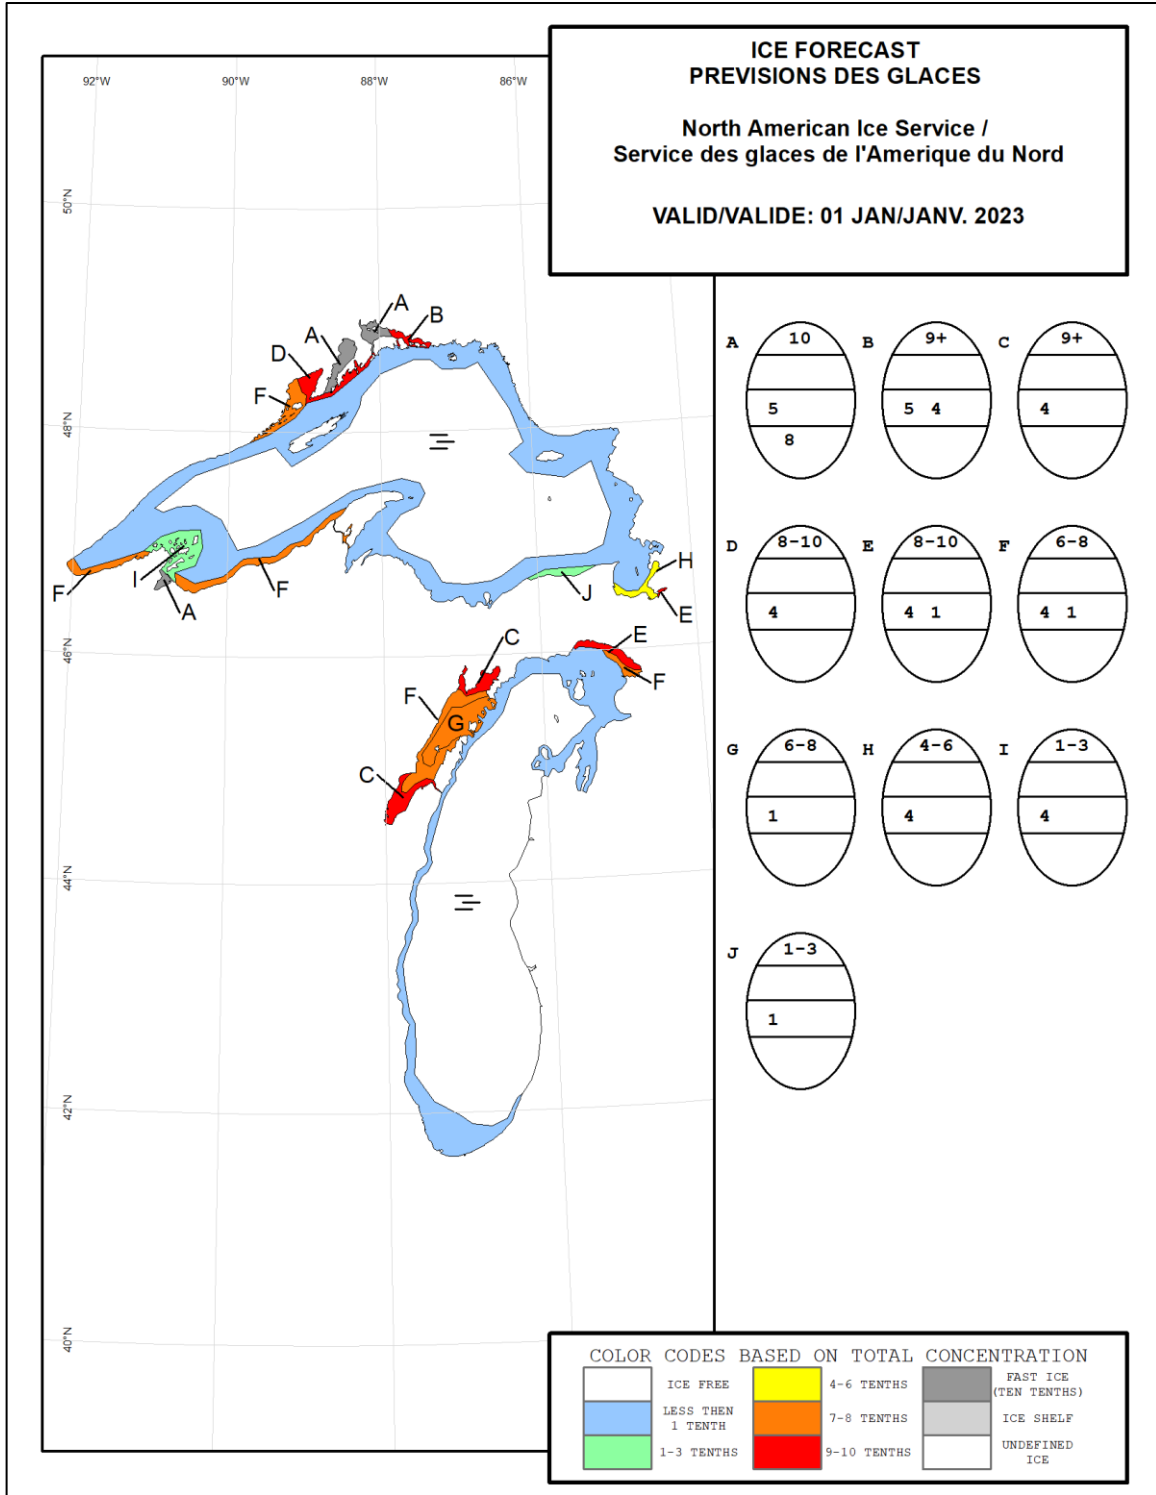 ICE FORECAST
PREVISIONS DES GLACES
North American Ice Service /
Service des glaces de l'Amerique du Nord
VALID/VALIDE: 01 JAN/JANV. 2023
92°W 90°W 88°W 86°W
50°N
48°N
46°N
44°N
42°N
40°N
A
B
A
D
F
H
I
J
F
F
A
E
C
E
F
F
G
C
A 10 B 9+ C 9+
5 5 4 4
8
D 8-10 E 8-10 F 6-8
4 4 1 4 1
G 6-8 H 4-6 I 1-3
1 4 4
J 1-3
1
COLOR CODES BASED ON TOTAL CONCENTRATION
ICE FREE
LESS THEN
1 TENTH
1-3 TENTHS
4-6 TENTHS
7-8 TENTHS
9-10 TENTHS
FAST ICE
(TEN TENTHS)
ICE SHELF
UNDEFINED
ICE